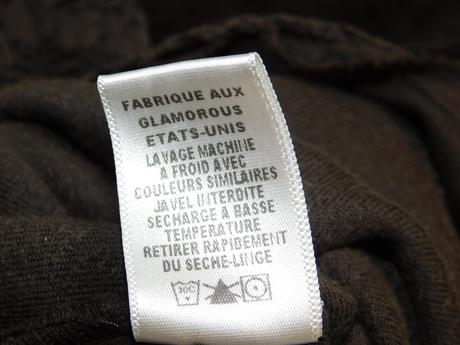 FABRIQUE AUX
GLAMOROUS
ETATS-UNIS
LAVAGE MACHINE
A FROID AVEC
COULEURS SIMILAIRES
JAVEL INTERDITE
SECHARGE A BASSE
TEMPERATURE
RETIRER RAPIDEMENT
DU SECHE-LINGE
30C